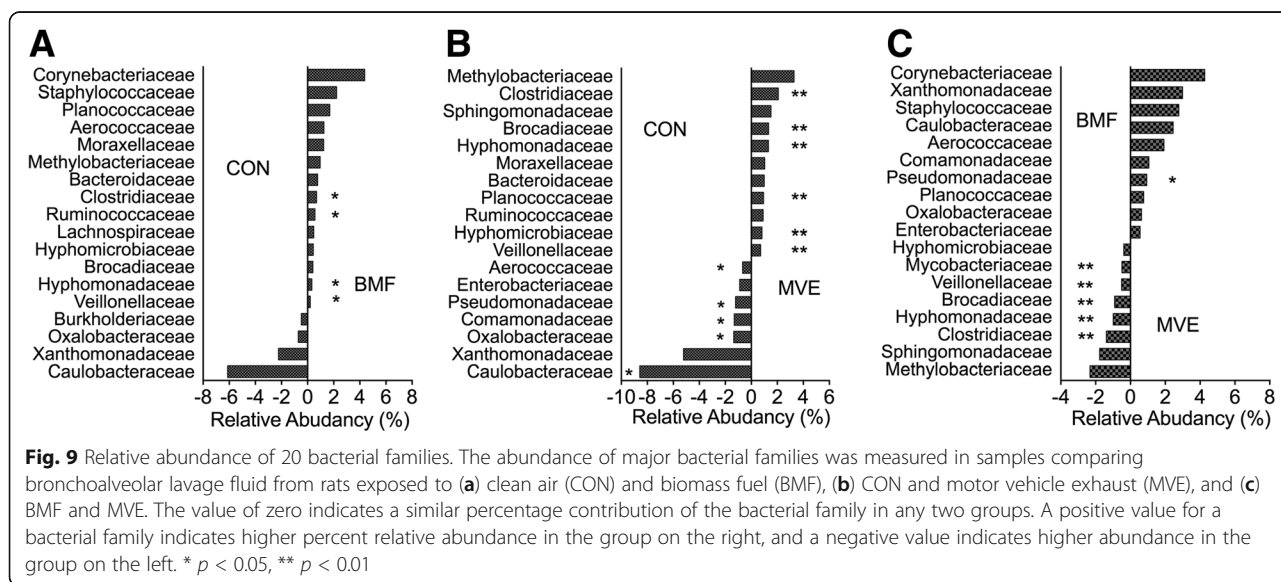 A
Corynebacteriaceae
Staphylococcaceae
Planococcaceae
Aerococcaceae
Moraxellaceae
Methylobacteriaceae
Bacteroidaceae
Clostridiaceae *
Ruminococcaceae *
Lachnospiraceae
Hyphomicrobiaceae
Brocadiaceae
Hyphomonadaceae *
Veillonellaceae *
Burkholderiaceae
Oxalobacteraceae
Xanthomonadaceae
Caulobacteraceae
CON
BMF
-8 -6 -4 -2 0 2 4 6 8
Relative Abudancy (%)
B
Methylobacteriaceae
Clostridiaceae **
Sphingomonadaceae
Brocadiaceae **
Hyphomonadaceae **
Moraxellaceae
Bacteroidaceae
Planococcaceae **
Ruminococcaceae
Hyphomicrobiaceae **
Veillonellaceae **
Aerococcaceae *
Enterobacteriaceae
Pseudomonadaceae *
Comamonadaceae *
Oxalobacteraceae *
Xanthomonadaceae
Caulobacteraceae *
CON
MVE
-10 -8 -6 -4 -2 0 2 4 6
Relative Abudancy (%)
C
Corynebacteriaceae
Xanthomonadaceae
Staphylococcaceae
Caulobacteraceae
Aerococcaceae
Comamonadaceae
Pseudomonadaceae *
Planococcaceae
Oxalobacteraceae
Enterobacteriaceae
Hyphomicrobiaceae
Mycobacteriaceae **
Veillonellaceae **
Brocadiaceae **
Hyphomonadaceae **
Clostridiaceae **
Sphingomonadaceae
Methylobacteriaceae
BMF
MVE
-4 -2 0 2 4 6 8
Relative Abudancy (%)
Fig. 9 Relative abundance of 20 bacterial families. The abundance of major bacterial families was measured in samples comparing
bronchoalveolar lavage fluid from rats exposed to (a) clean air (CON) and biomass fuel (BMF), (b) CON and motor vehicle exhaust (MVE), and (c)
BMF and MVE. The value of zero indicates a similar percentage contribution of the bacterial family in any two groups. A positive value for a
bacterial family indicates higher percent relative abundance in the group on the right, and a negative value indicates higher abundance in the
group on the left. * p < 0.05, ** p < 0.01